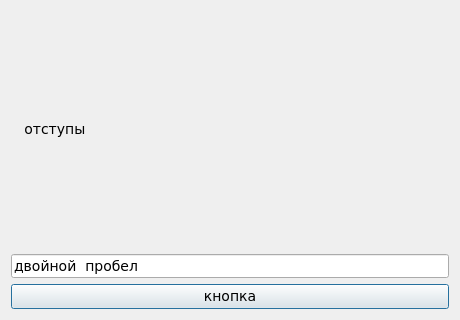 отступы
двойной  пробел
кнопка